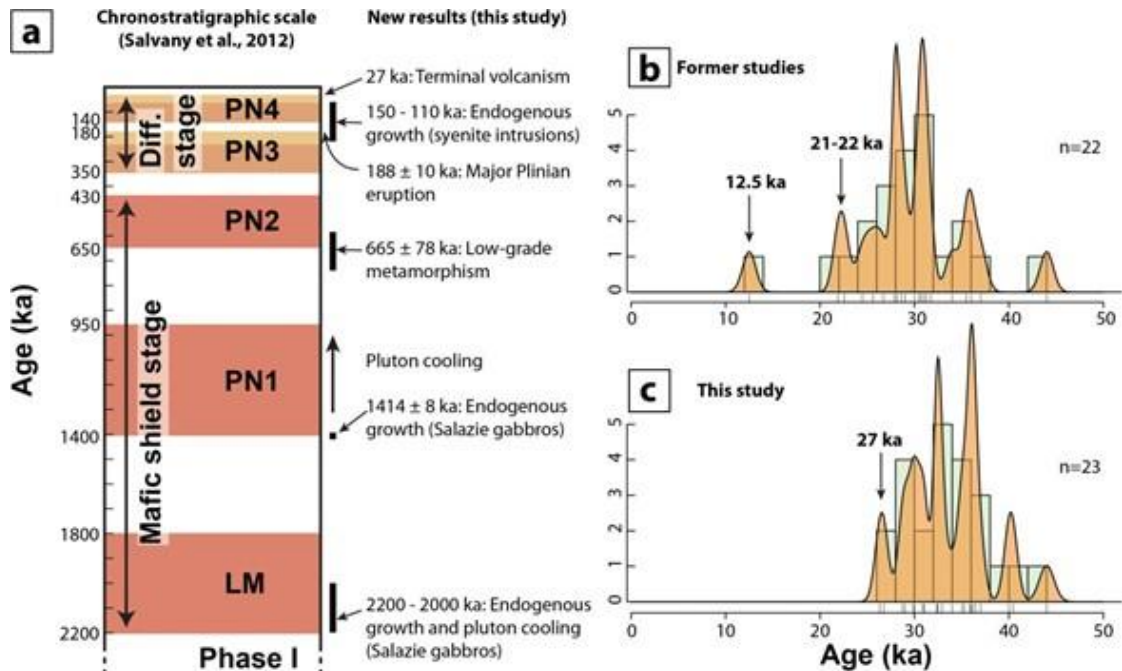 a
Chronostratigraphic scale
(Salvany et al., 2012)
New results (this study)
Age (ka)
140
180
350
430
650
950
1400
1800
2200
Diff.
stage
Mafic shield stage
PN4
PN3
PN2
PN1
LM
Phase I
27 ka: Terminal volcanism
150 - 110 ka: Endogenous
growth (syenite intrusions)
188 ± 10 ka: Major Plinian
eruption
665 ± 78 ka: Low-grade
metamorphism
Pluton cooling
1414 ± 8 ka: Endogenous
growth (Salazie gabbros)
2200 - 2000 ka: Endogenous
growth and pluton cooling
(Salazie gabbros)
b
Former studies
n=22
12.5 ka
21-22 ka
5
4
3
2
1
0
0 10 20 30 40 50
c
This study
n=23
27 ka
5
4
3
2
1
0
0 10 20 30 40 50
Age (ka)